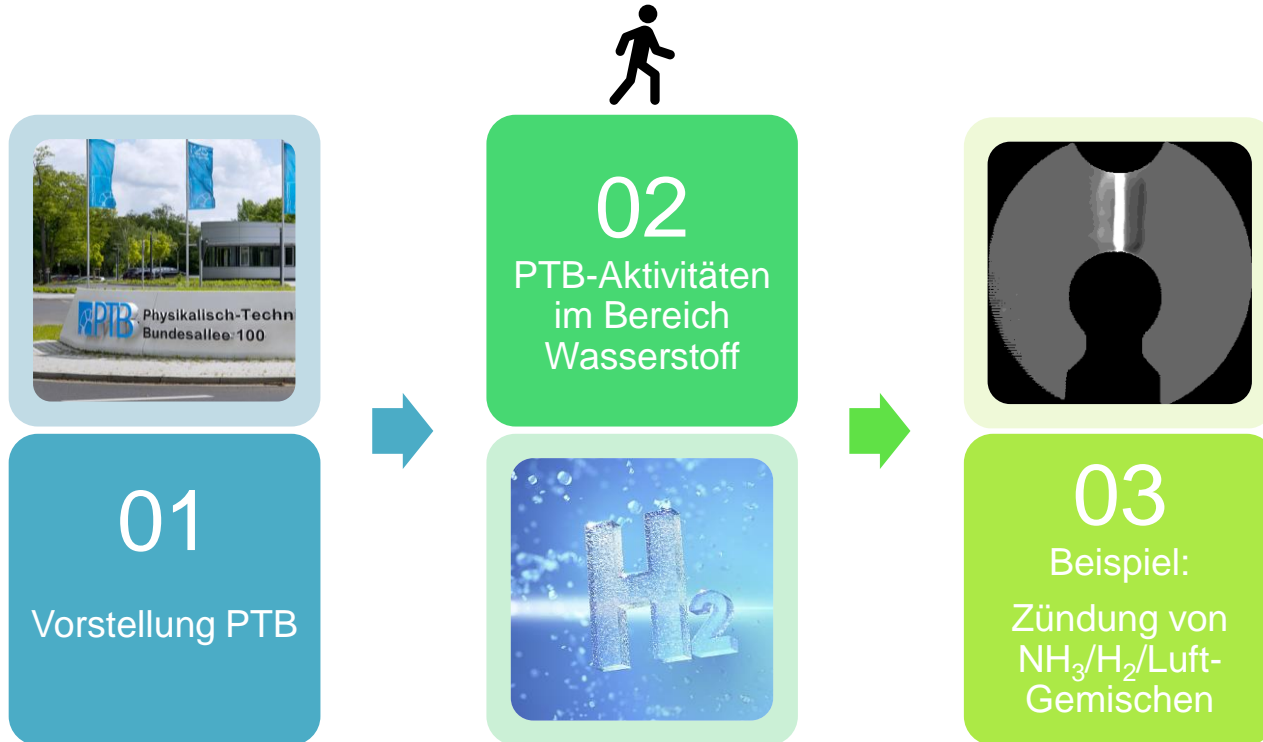 PTB
Physikalisch-Techni
Bundesallee 100
01
Vorstellung PTB
02
PTB-Aktivitäten
im Bereich
Wasserstoff
H2
03
Beispiel:
Zündung von
NH₃/H₂/Luft-
Gemischen